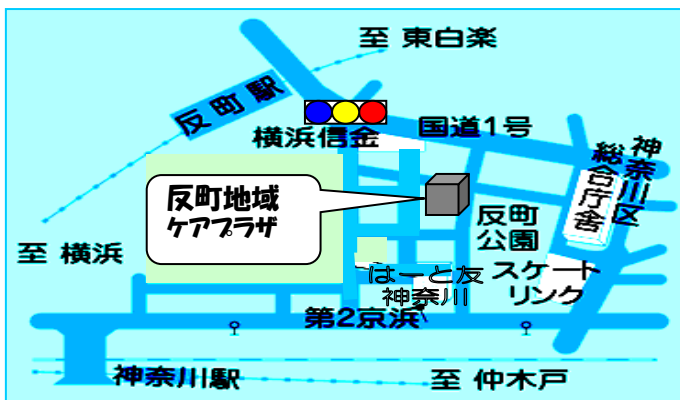 至 東白楽
反町駅
横浜信金
国道1号
神奈川区
総合庁舎
反町地域
ケアプラザ
反町
公園
至 横浜
はーと友
神奈川
スケート
リンク
第2京浜
神奈川駅
至 仲木戸